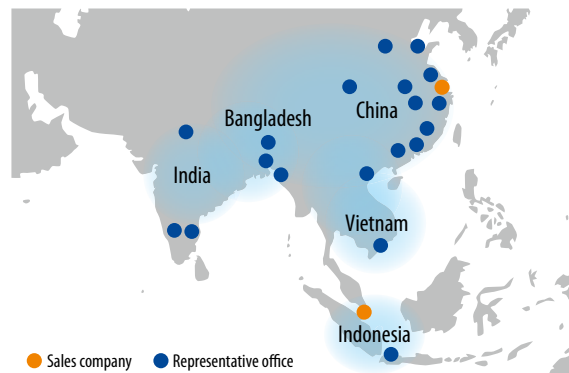 China
Bangladesh
India
Vietnam
Indonesia
Sales company
Representative office